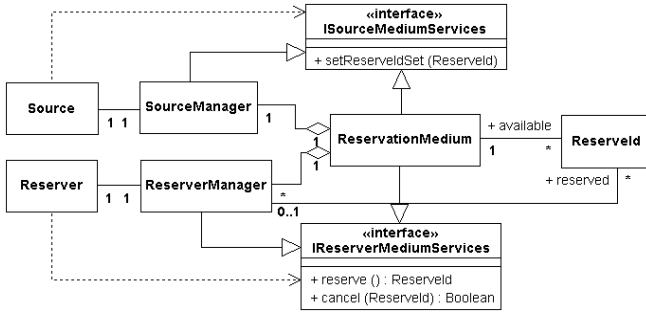 «interface»
ISourceMediumServices
+ setReserveIdSet (ReserveId)
Source
SourceManager
1 1
1
1
ReservationMedium
+ available
1
*
ReserveId
Reserver
ReserverManager
1 1
*
1
0..1
+ reserved
*
«interface»
IReserverMediumServices
+ reserve () : ReserveId
+ cancel (ReserveId) : Boolean